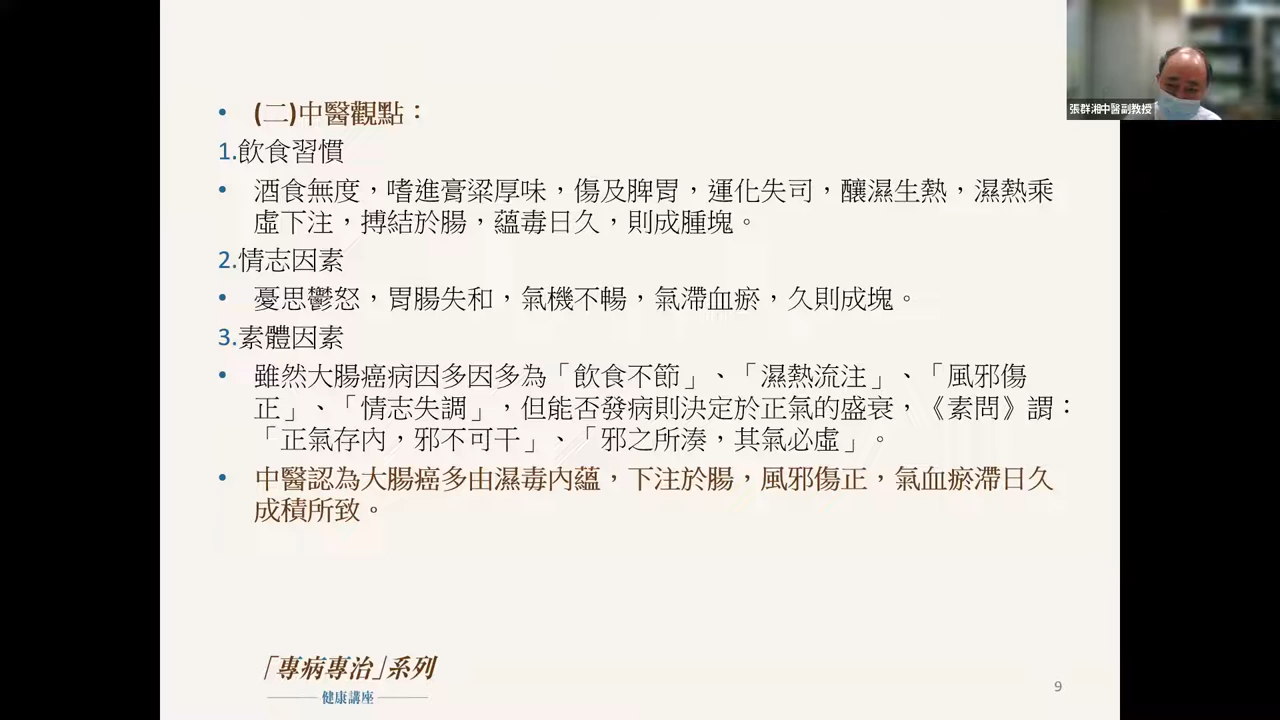 • (二)中醫觀點：
1.飲食習慣
• 酒食無度，嗜進膏粱厚味，傷及脾胃，運化失司，釀濕生熱，濕熱乘
虛下注，搏結於腸，蘊毒日久，則成腫塊。
2.情志因素
• 憂思鬱怒，胃腸失和，氣機不暢，氣滯血瘀，久則成塊。
3.素體因素
• 雖然大腸癌病因多因多為「飲食不節」、「濕熱流注」、「風邪傷
正」、「情志失調」，但能否發病則決定於正氣的盛衰，《素問》謂：
「正氣存內，邪不可干」、「邪之所湊，其氣必虛」。
• 中醫認為大腸癌多由濕毒內蘊，下注於腸，風邪傷正，氣血瘀滯日久
成積所致。
「專病專治」系列
健康講座
9
張群湘中醫副教授